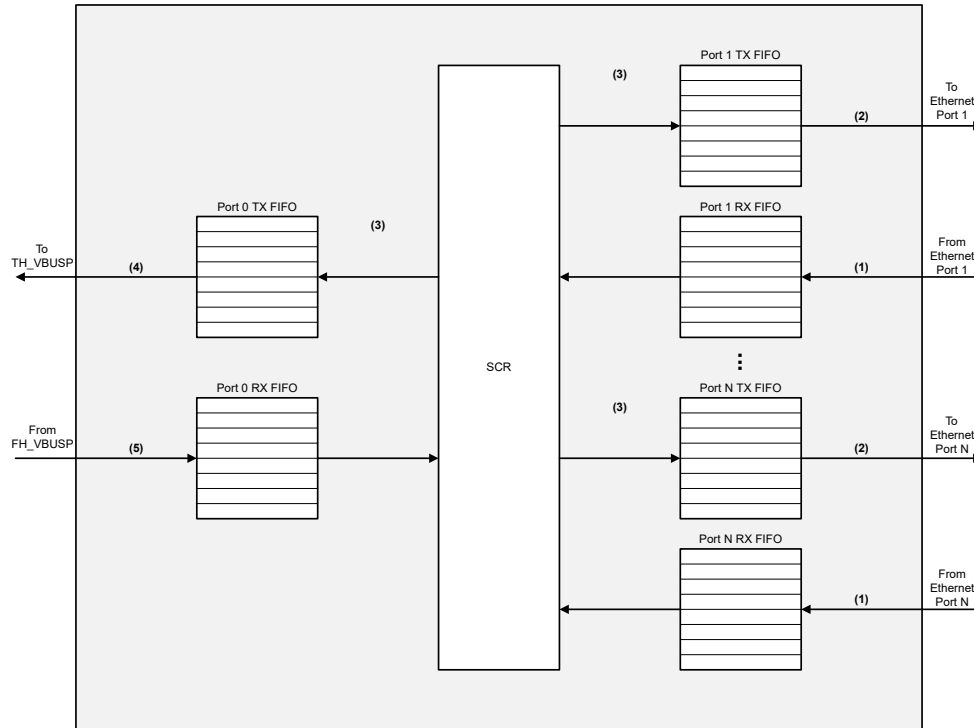 Port 1 TX FIFO
(3)
(2)
To
Ethernet
Port 1
Port 0 TX FIFO
(3)
To
TH_VBUSP
(4)
Port 1 RX FIFO
(1)
From
Ethernet
Port 1
SCR
Port 0 RX FIFO
From
FH_VBUSP
(5)
Port N TX FIFO
(3)
(2)
To
Ethernet
Port N
Port N RX FIFO
(1)
From
Ethernet
Port N